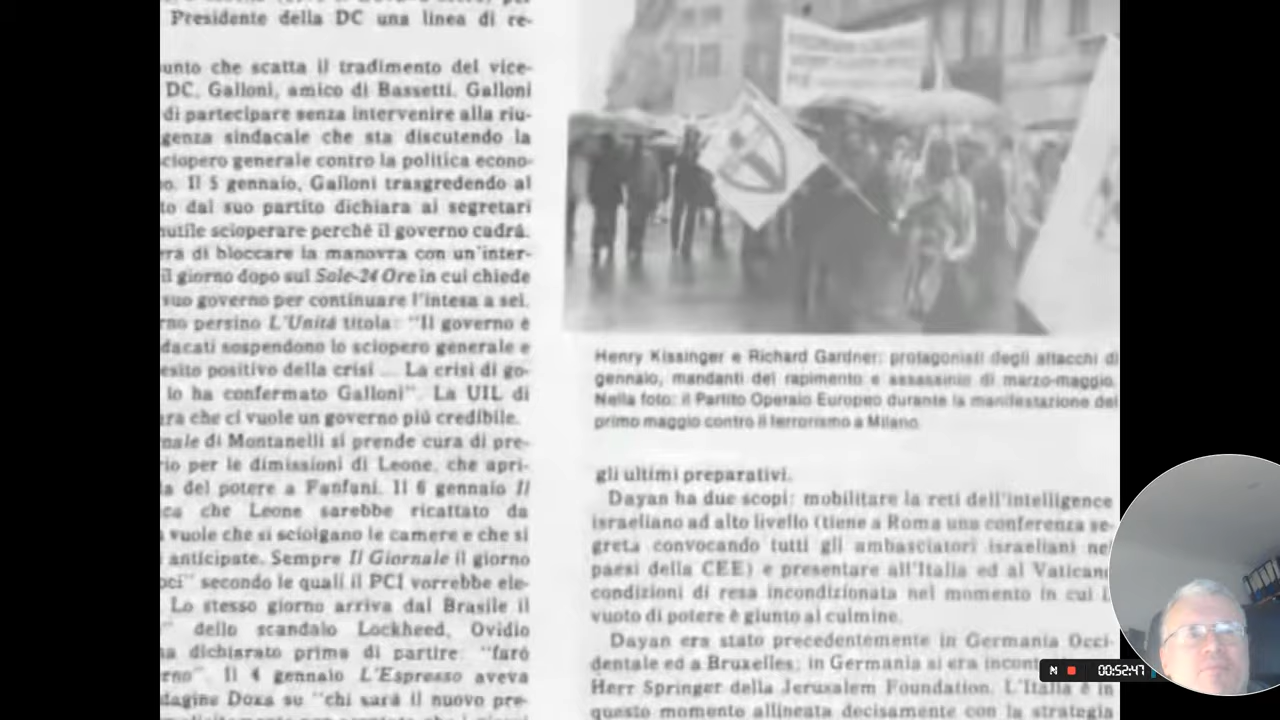 Presidente della DC una linea di re-
unto che scatta il tradimento del vice-
DC, Galloni, amico di Bassetti. Galloni
di partecipare senza intervenire alla riu-
genza sindacale che sta discutendo la
ciopero generale contro la politica econo-
o. Il 5 gennaio, Galloni trasgredendo al
to dal suo partito dichiara ai segretari
nutile scioperare perchè il governo cadrà.
rà di bloccare la manovra con un'inter-
il giorno dopo sul Sole-24 Ore in cui chiede
suo governo per continuare l'intesa a sei.
rno persino L'Unità titola: "Il governo è
dacati sospendono lo sciopero generale e
esito positivo della crisi ... La crisi di go-
lo ha confermato Galloni". La UIL di
ara che ci vuole un governo più credibile.
nale di Montanelli si prende cura di pre-
io per le dimissioni di Leone, che apri-
a del potere a Fanfani. Il 6 gennaio Il
ca che Leone sarebbe ricattato da
vuole che si sciolgano le camere e che si
anticipate. Sempre Il Giornale il giorno
oci" secondo le quali il PCI vorrebbe ele-
Lo stesso giorno arriva dal Brasile il
" dello scandalo Lockheed, Ovidio
a dichiarato prima di partire: "farò
rno". Il 4 gennaio L'Espresso aveva
dagine Doxa su "chi sarà il nuovo pre-
Henry Kissinger e Richard Gardner: protagonisti degli attacchi di
gennaio, mandanti del rapimento e assassinio di marzo-maggio.
Nella foto: il Partito Operaio Europeo durante la manifestazione del
primo maggio contro il terrorismo a Milano.
gli ultimi preparativi.
Dayan ha due scopi: mobilitare la reti dell'intelligence
israeliano ad alto livello (tiene a Roma una conferenza se-
greta convocando tutti gli ambasciatori israeliani ne
paesi della CEE) e presentare all'Italia ed al Vaticano
condizioni di resa incondizionata nel momento in cui i
vuoto di potere è giunto al culmine.
Dayan era stato precedentemente in Germania Occi-
dentale ed a Bruxelles: in Germania si era incont
Herr Springer della Jerusalem Foundation. L'Italia è in
questo momento allineata decisamente con la strategia
00:52:47